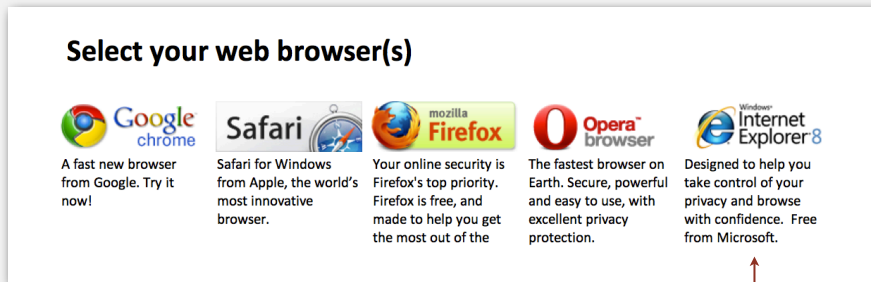 Select your web browser(s)
Google
chrome
A fast new browser
from Google. Try it
now!
Safari
Safari for Windows
from Apple, the world's
most innovative
browser.
mozilla
Firefox
Your online security is
Firefox's top priority.
Firefox is free, and
made to help you get
the most out of the
Opera™
browser
The fastest browser on
Earth. Secure, powerful
and easy to use, with
excellent privacy
protection.
Windows®
Internet
Explorer 8
Designed to help you
take control of your
privacy and browse
with confidence.  Free
from Microsoft.